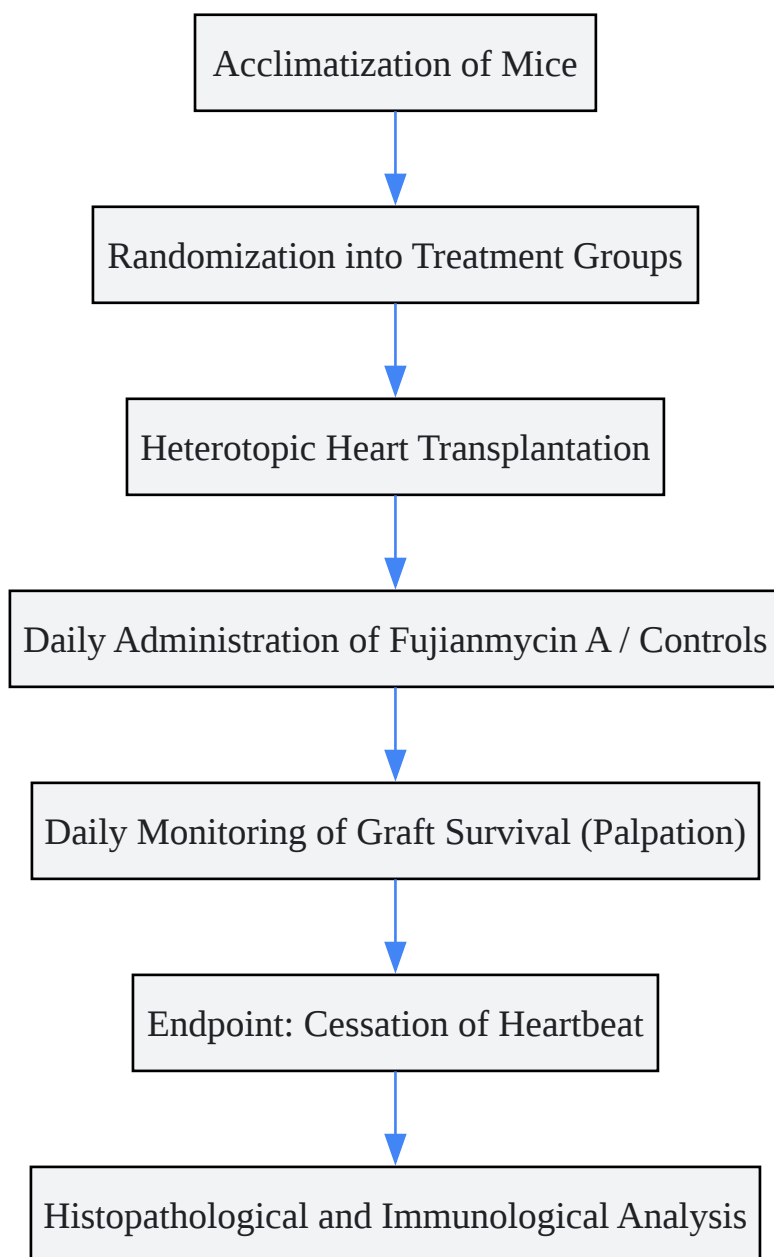 Acclimatization of Mice
Randomization into Treatment Groups
Heterotopic Heart Transplantation
Daily Administration of Fujianmycin A / Controls
Daily Monitoring of Graft Survival (Palpation)
Endpoint: Cessation of Heartbeat
Histopathological and Immunological Analysis